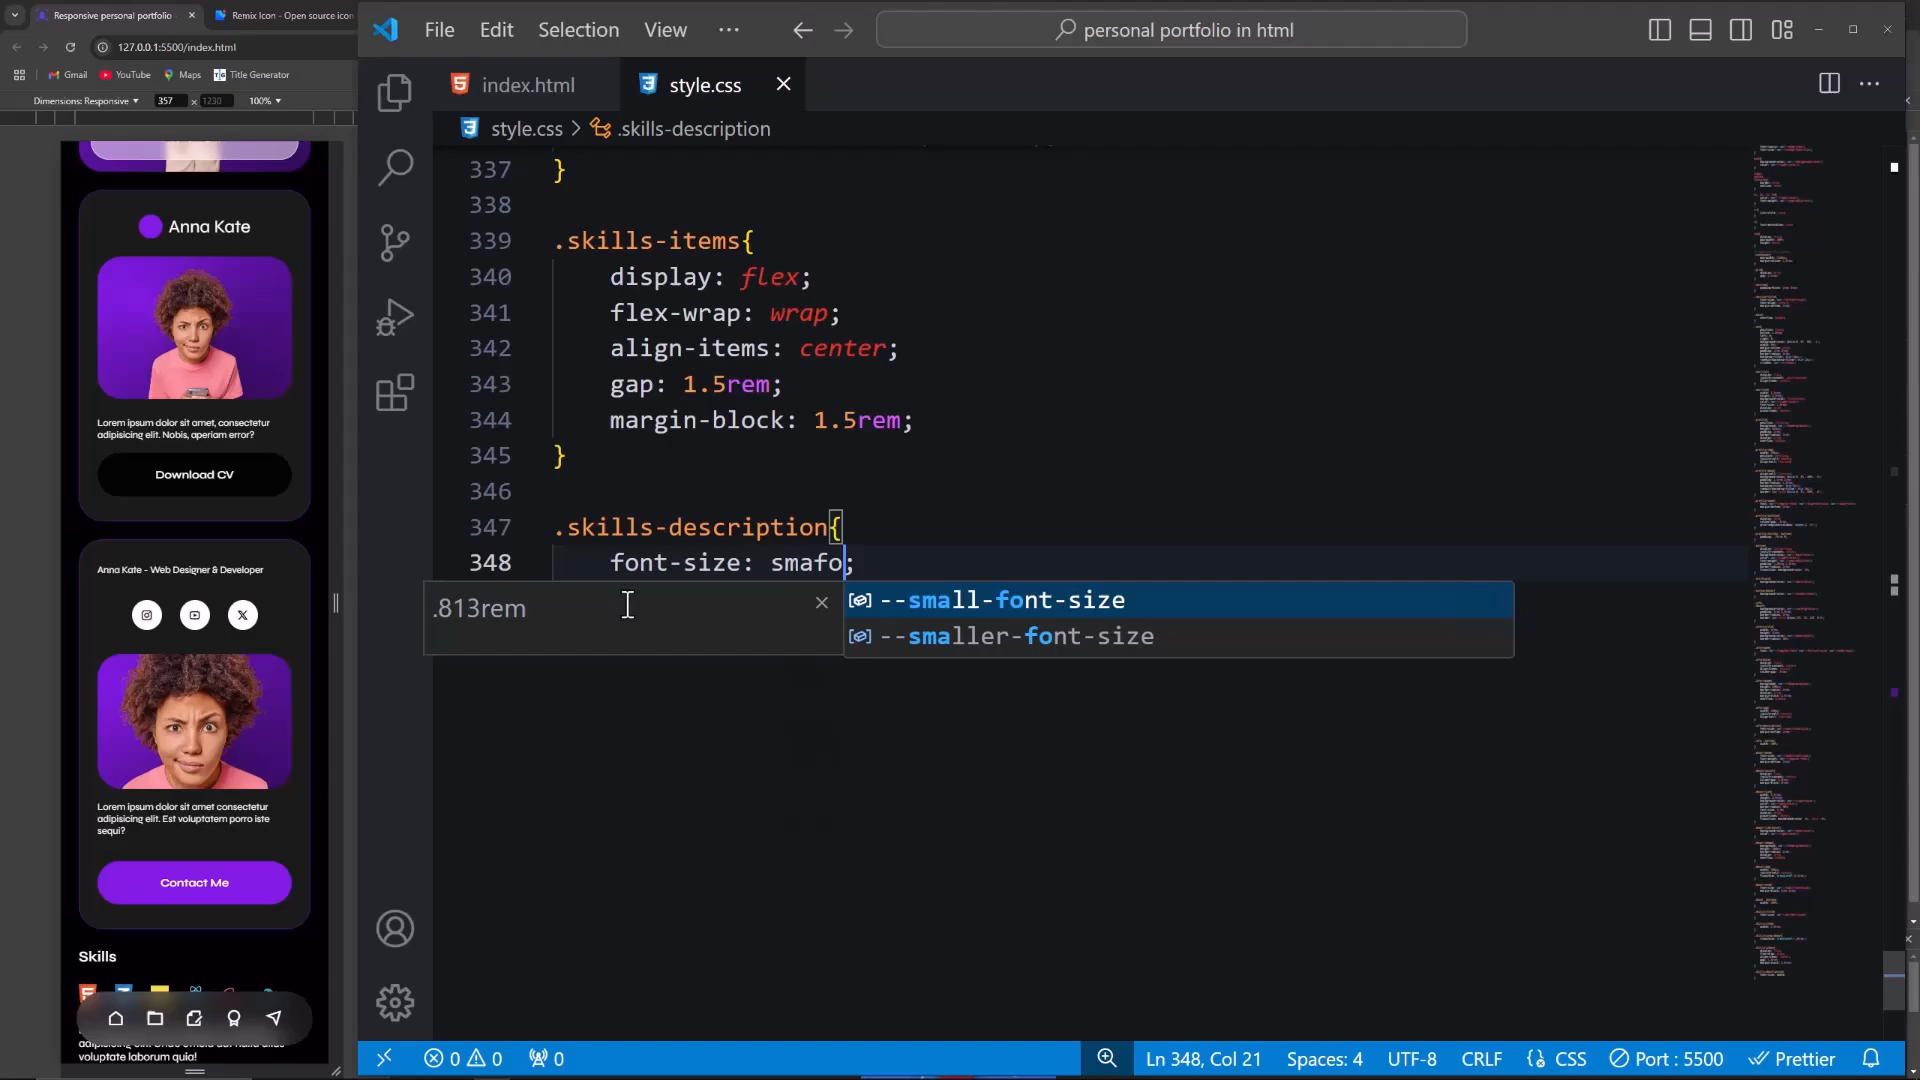 Responsive personal portfolio
Remix Icon - Open source icon
127.0.0.1:5500/index.html
Gmail
YouTube
Maps
Title Generator
Dimensions: Responsive
357 x 1230
100%
Anna Kate
Lorem ipsum dolor sit amet, consectetur
adipisicing elit. Nobis, aperiam error?
Download CV
Anna Kate - Web Designer & Developer
Lorem ipsum dolor sit amet consectetur
adipisicing elit. Est voluptatem porro iste
sequi?
Contact Me
Skills
voluptate laborum quia!
File Edit Selection View ···
personal portfolio in html
index.html
style.css
style.css > .skills-description
337 }
338
339 .skills-items{
340 display: flex;
341 flex-wrap: wrap;
342 align-items: center;
343 gap: 1.5rem;
344 margin-block: 1.5rem;
345 }
346
347 .skills-description{
348 font-size: smafo;
.813rem
--small-font-size
--smaller-font-size
0 0 0
Ln 348, Col 21
Spaces: 4
UTF-8
CRLF
CSS
Port : 5500
Prettier